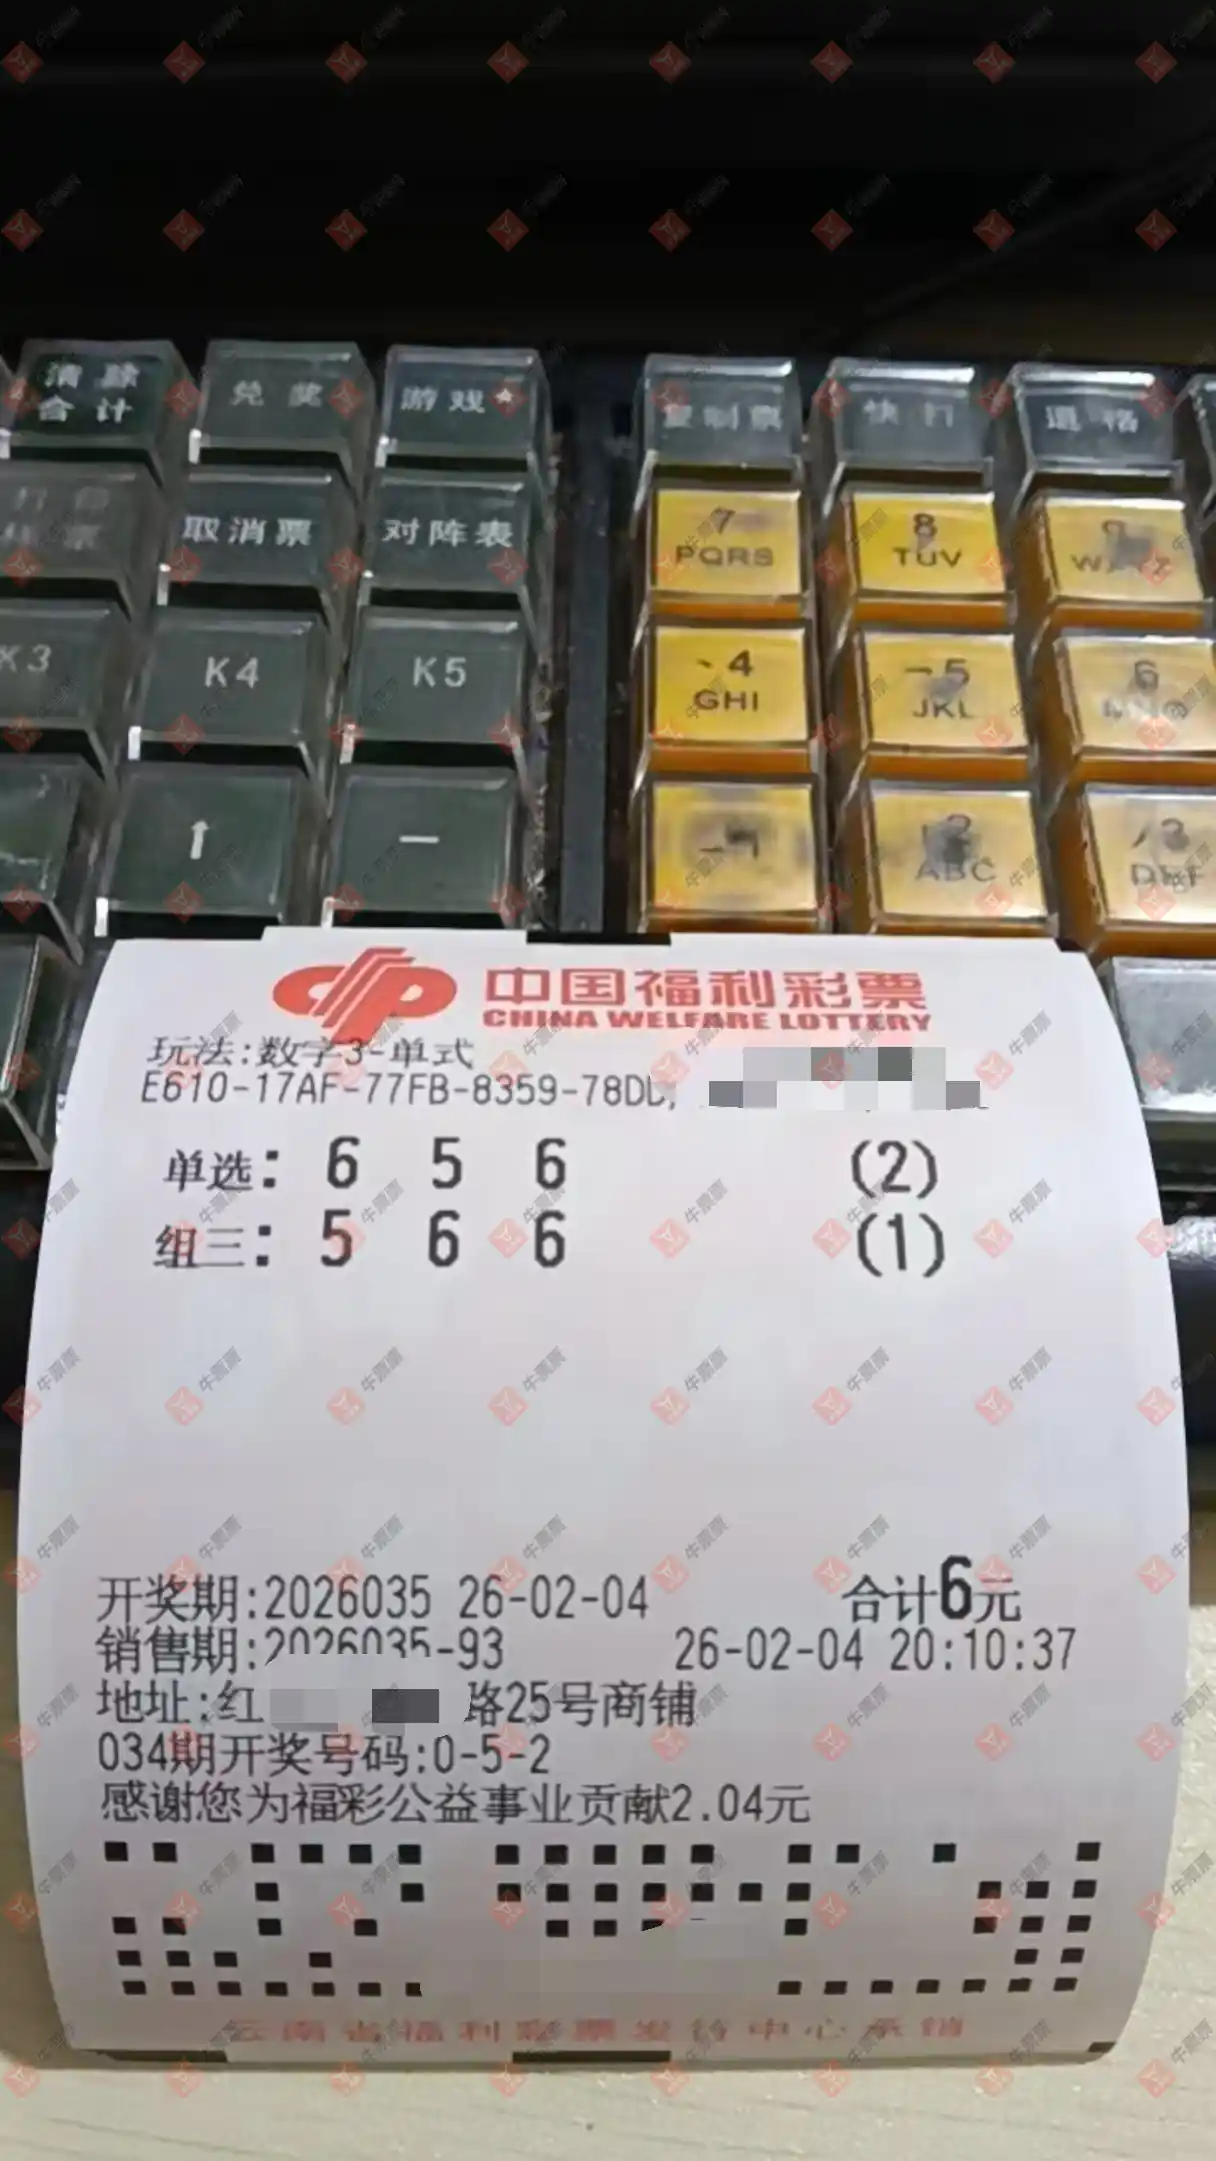 清除 合计
兑奖
游戏★
复制票
快打
退格
取消票
对阵表
7 PQRS
8 TUV
K3
K4
K5
4 GHI
5 JKL
6
↑
—
2 ABC
3 DEF
中国福利彩票
CHINA WELFARE LOTTERY
玩法:数字3-单式
E610-17AF-77FB-8359-78DD,
单选: 6 5 6 (2)
组三: 5 6 6 (1)
开奖期:2026035 26-02-04 合计6元
销售期:2026035-93 26-02-04 20:10:37
地址:红 路25号商铺
034期开奖号码:0-5-2
感谢您为福彩公益事业贡献2.04元
云南省福利彩票发行中心承销
牛票票